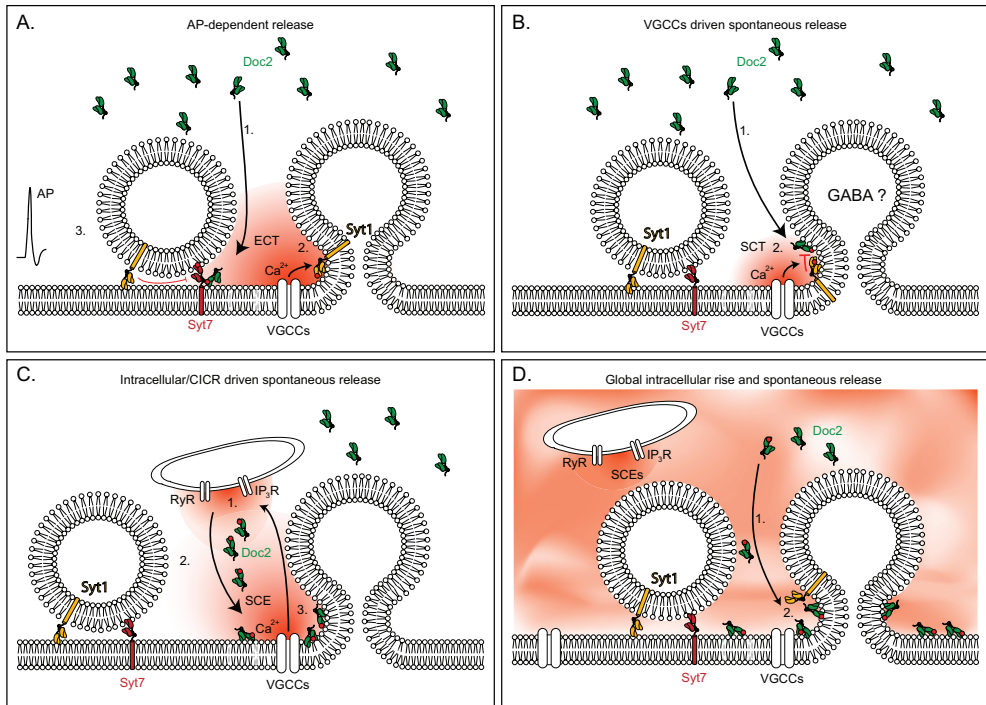 A.
AP-dependent release
Doc2
1.
AP
3.
ECT
2.
Syt1
Ca2+
Syt7
VGCCs
B.
VGCCs driven spontaneous release
Doc2
1.
GABA ?
Syt1
SCT
2.
Ca2+
Syt7
VGCCs
C.
Intracellular/CICR driven spontaneous release
RyR
IP3R
1.
Doc2
2.
Syt1
SCE
3.
Ca2+
Syt7
VGCCs
D.
Global intracellular rise and spontaneous release
Doc2
RyR
IP3R
SCEs
1.
Syt1
2.
Syt7
VGCCs